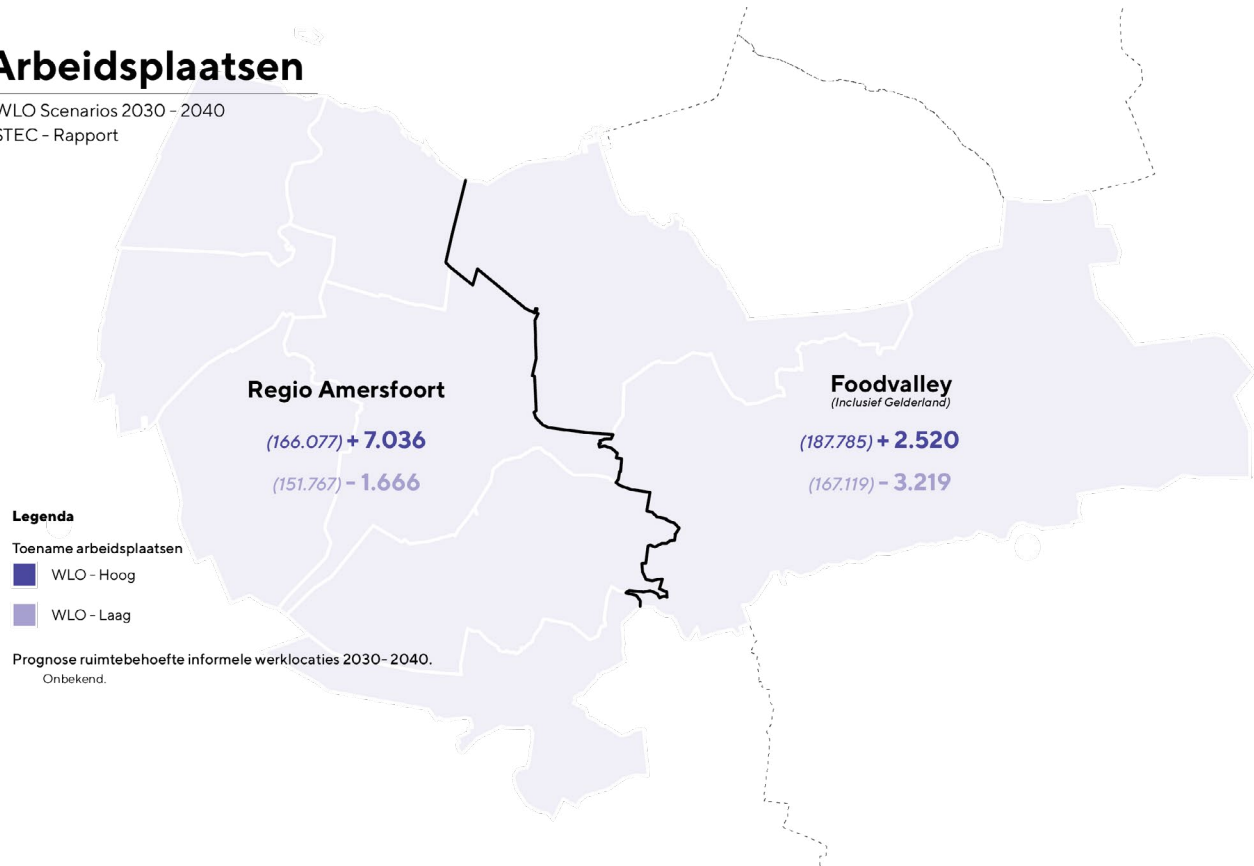 Arbeidsplaatsen
WLO Scenarios 2030 - 2040
STEC - Rapport
Regio Amersfoort
(166.077) + 7.036
(151.767) - 1.666
Foodvalley
(Inclusief Gelderland)
(187.785) + 2.520
(167.119) - 3.219
Legenda
Toename arbeidsplaatsen
WLO - Hoog
WLO - Laag
Prognose ruimtebehoefte informele werklocaties 2030- 2040.
Onbekend.